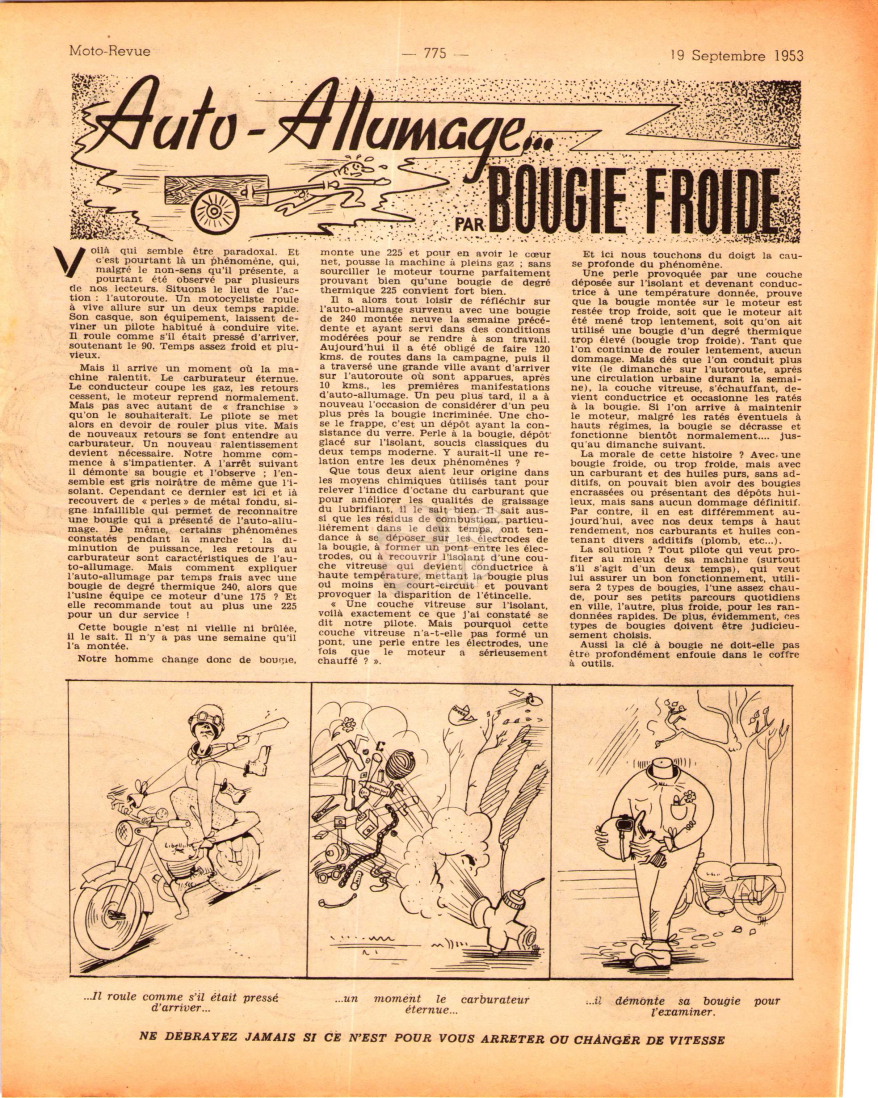 Moto-Revue
— 775 —
19 Septembre 1953
Auto-Allumage...
PAR BOUGIE FROIDE
Voilà qui semble être paradoxal. Et
c'est pourtant là un phénomène, qui,
malgré le non-sens qu'il présente, a
pourtant été observé par plusieurs
de nos lecteurs. Situons le lieu de l'ac-
tion : l'autoroute. Un motocycliste roule
à vive allure sur un deux temps rapide.
Son casque, son équipement, laissent de-
viner un pilote habitué à conduire vite.
Il roule comme s'il était pressé d'arriver,
soutenant le 90. Temps assez froid et plu-
vieux.
Mais il arrive un moment où la ma-
chine ralentit. Le carburateur éternue.
Le conducteur coupe les gaz, les retours
cessent, le moteur reprend normalement.
Mais pas avec autant de « franchise »
qu'on le souhaiterait. Le pilote se met
alors en devoir de rouler plus vite. Mais
de nouveaux retours se font entendre au
carburateur. Un nouveau ralentissement
devient nécessaire. Notre homme com-
mence à s'impatienter. A l'arrêt suivant
il démonte sa bougie et l'observe ; l'en-
semble est gris noirâtre de même que l'i-
solant. Cependant ce dernier est ici et là
recouvert de « perles » de métal fondu, si-
gne infaillible qui permet de reconnaître
une bougie qui a présenté de l'auto-allu-
mage. De même, certains phénomènes
constatés pendant la marche : la di-
minution de puissance, les retours au
carburateur sont caractéristiques de l'au-
to-allumage. Mais comment expliquer
l'auto-allumage par temps frais avec une
bougie de degré thermique 240, alors que
l'usine équipe ce moteur d'une 175 ? Et
elle recommande tout au plus une 225
pour un dur service !
Cette bougie n'est ni vieille ni brûlée,
il le sait. Il n'y a pas une semaine qu'il
l'a montée.
Notre homme change donc de bougie,
monte une 225 et pour en avoir le cœur
net, pousse la machine à pleins gaz ; sans
sourciller le moteur tourne parfaitement
prouvant bien qu'une bougie de degré
thermique 225 convient fort bien.
Il a alors tout loisir de réfléchir sur
l'auto-allumage survenu avec une bougie
de 240 montée neuve la semaine précé-
dente et ayant servi dans des conditions
modérées pour se rendre à son travail.
Aujourd'hui il a été obligé de faire 120
kms. de routes dans la campagne, puis il
a traversé une grande ville avant d'arriver
sur l'autoroute où sont apparues, après
10 kms., les premières manifestations
d'auto-allumage. Un peu plus tard, il a à
nouveau l'occasion de considérer d'un peu
plus près la bougie incriminée. Une cho-
se le frappe, c'est un dépôt ayant la con-
sistance du verre. Perle à la bougie, dépôt
glacé sur l'isolant, soucis classiques du
deux temps moderne. Y aurait-il une re-
lation entre les deux phénomènes ?
Que tous deux aient leur origine dans
les moyens chimiques ùtilisés tant pour
relever l'indice d'octane du carburant que
pour améliorer les qualités de graissage
du lubrifiant, il le sait bien. Il sait aus-
si que les résidus de combustion, particu-
liérement dans le deux temps, ont ten-
dance à se déposer sur les électrodes de
la bougie, à former un pont entre les élec-
trodes, ou à recouvrir l'isolant d'une cou-
che vitreuse qui devient conductrice à
haute température, mettant la bougie plus
ou moins en court-circuit et pouvant
provoquer la disparition de l'étincelle.
« Une couche vitreuse sur l'isolant,
voilà exactement ce que j'ai constaté se
dit notre pilote. Mais pourquoi cette
couche vitreuse n'a-t-elle pas formé un
pont, une perle entre les électrodes, une
fois que le moteur a sérieusement
chauffé ? ».
Et ici nous touchons du doigt la cau-
se profonde du phénomène.
Une perle provoquée par une couche
déposée sur l'isolant et devenant conduc-
trice à une température donnée, prouve
que la bougie montée sur le moteur est
restée trop froide, soit que le moteur ait
été mené trop lentement, soit qu'on ait
utilisé une bougie d'un degré thermique
trop élevé (bougie trop froide). Tant que
l'on continue de rouler lentement, aucun
dommage. Mais dés que l'on conduit plus
vite (le dimanche sur l'autoroute, après
une circulation urbaine durant la semai-
ne), la couche vitreuse, s'échauffant, de-
vient conductrice et occasionne les ratés
à la bougie. Si l'on arrive à maintenir
le moteur, malgré les ratés éventuels à
hauts régimes, la bougie se décrasse et
fonctionne bientôt normalement.... jus-
qu'au dimanche suivant.
La morale de cette histoire ? Avec une
bougie froide, ou trop froide, mais avec
un carburant et des huiles purs, sans ad-
ditifs, on pouvait bien avoir des bougies
encrassées ou présentant des dépôts hui-
leux, mais sans aucun dommage définitif.
Par contre, il en est différemment au-
jourd'hui, avec nos deux temps à haut
rendement, nos carburants et huiles con-
tenant divers additifs (plomb, etc...).
La solution ? Tout pilote qui veut pro-
fiter au mieux de sa machine (surtout
s'il s'agit d'un deux temps), qui veut
lui assurer un bon fonctionnement, utili-
sera 2 types de bougies, l'une assez chau-
de, pour ses petits parcours quotidiens
en ville, l'autre, plus froide, pour les ran-
données rapides. De plus, évidemment, ces
types de bougies doivent être judicieu-
sement choisis.
Aussi la clé à bougie ne doit-elle pas
être profondément enfouie dans le coffre
à outils.
...Il roule comme s'il était pressé
d'arriver...
...un moment le carburateur
éternue...
...il démonte sa bougie pour
l'examiner.
NE DEBRAYEZ JAMAIS SI CE N'EST POUR VOUS ARRETER OU CHANGER DE VITESSE